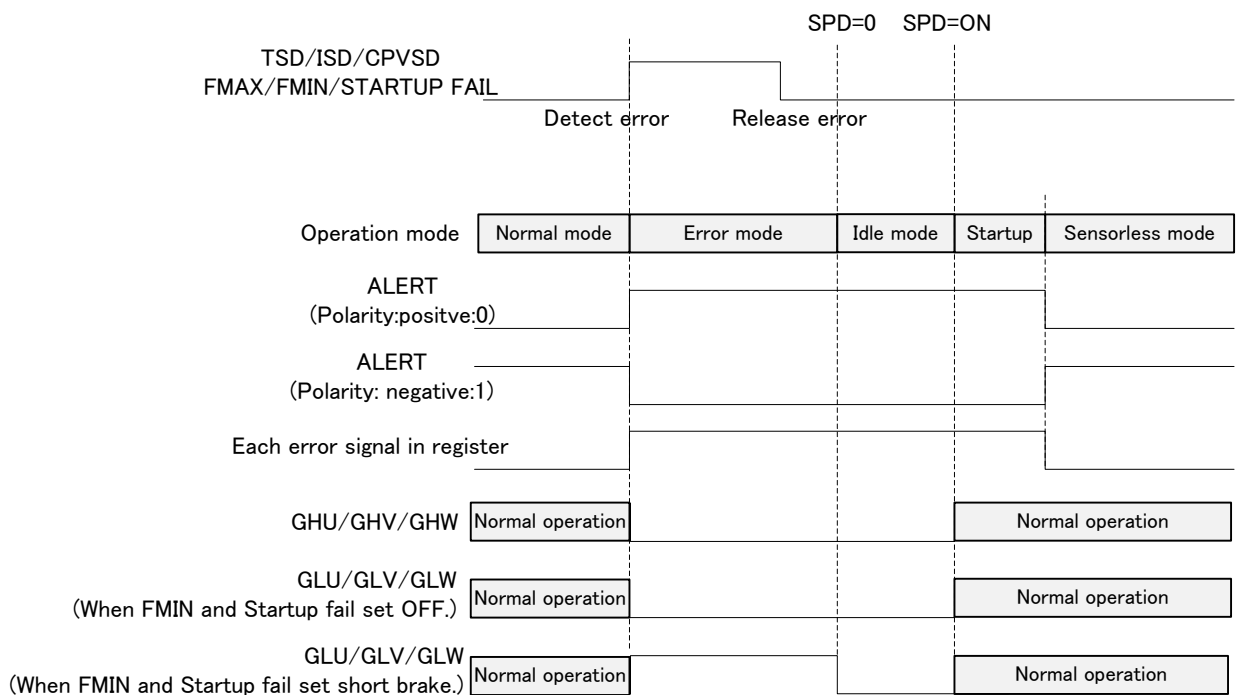 SPD=0 SPD=ON
TSD/ISD/CPVSD
FMAX/FMIN/STARTUP FAIL
Detect error Release error
Operation mode Normal mode Error mode Idle mode Startup Sensorless mode
ALERT
(Polarity:positve:0)
ALERT
(Polarity: negative:1)
Each error signal in register
GHU/GHV/GHW Normal operation Normal operation
GLU/GLV/GLW
(When FMIN and Startup fail set OFF.) Normal operation Normal operation
GLU/GLV/GLW
(When FMIN and Startup fail set short brake.) Normal operation Normal operation